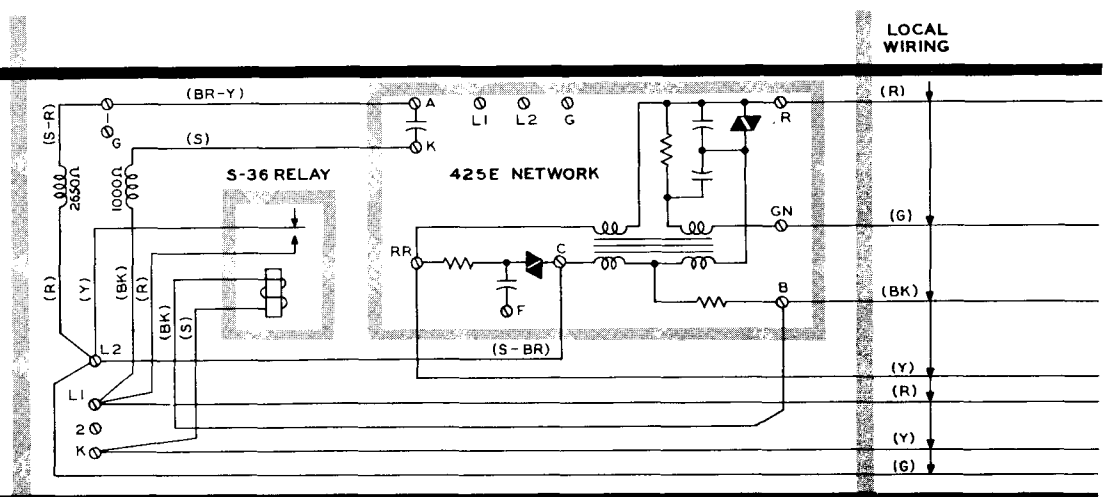 LOCAL
WIRING
(BR-Y)
A
L1
L2
G
R
(R)
(S-R)
G
(S)
K
2650Ω
1000Ω
S-36 RELAY
425E NETWORK
GN
(G)
RR
C
(R)
(Y)
(BK)
(R)
(BK)
(S)
F
B
(BK)
L2
(S-BR)
(Y)
L1
(R)
2
K
(Y)
(G)